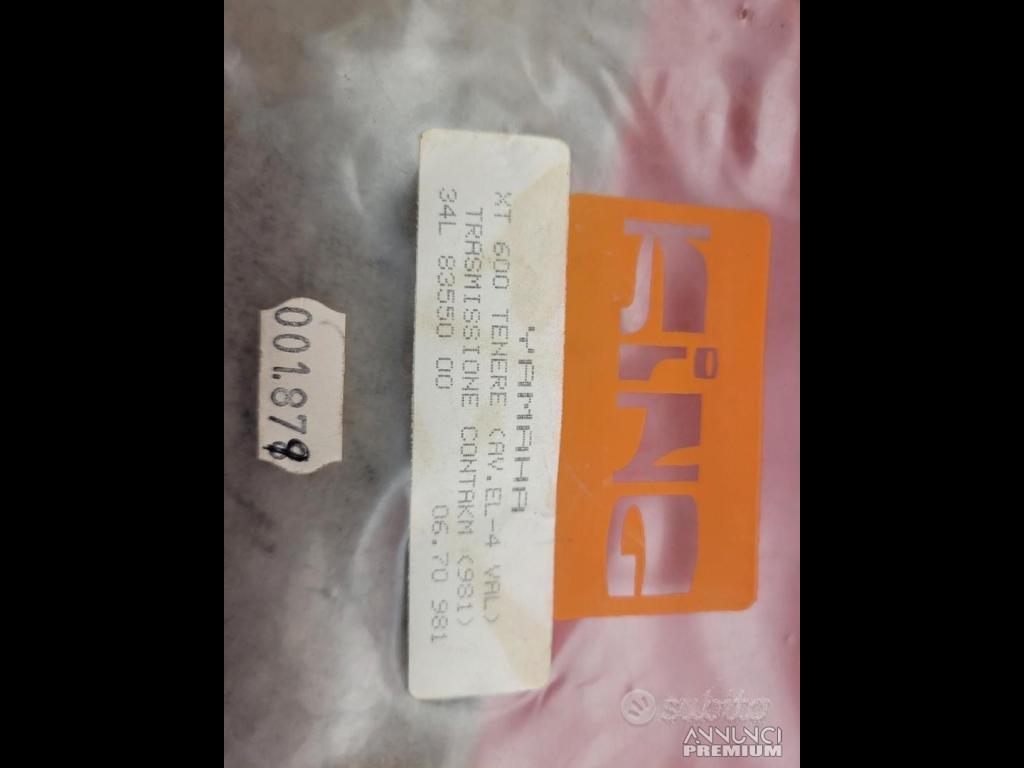 KING
YAMAHA
XT 600 TENERE (AV.EL-4 VAL)
TRASMISSIONE CONTAKM (981)
34L 83550 00 06.70 981
001.879
subito
ANNUNCI
PREMIUM